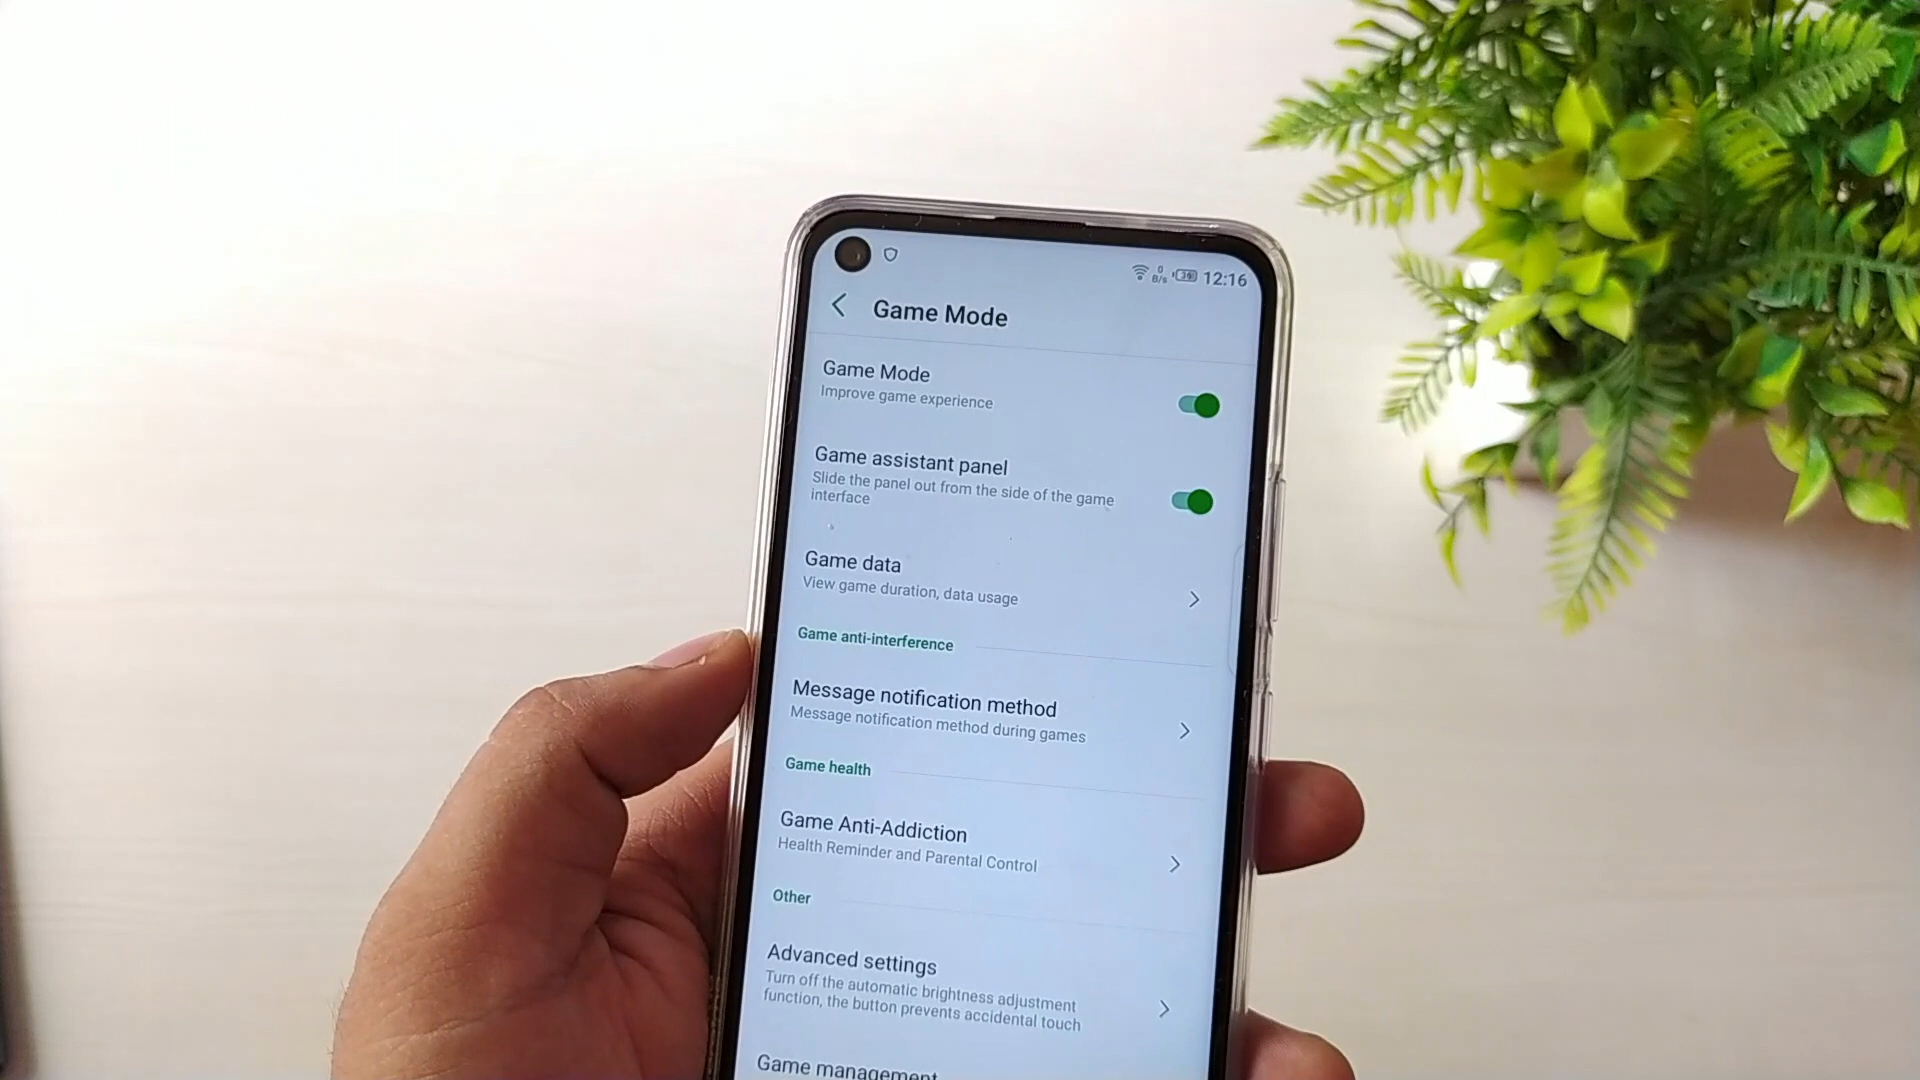 0
B/s
12:16
Game Mode
Game Mode
Improve game experience
Game assistant panel
Slide the panel out from the side of the game
interface
Game data
View game duration, data usage
Game anti-interference
Message notification method
Message notification method during games
Game health
Game Anti-Addiction
Health Reminder and Parental Control
Other
Advanced settings
Turn off the automatic brightness adjustment
function, the button prevents accidental touch
Game management